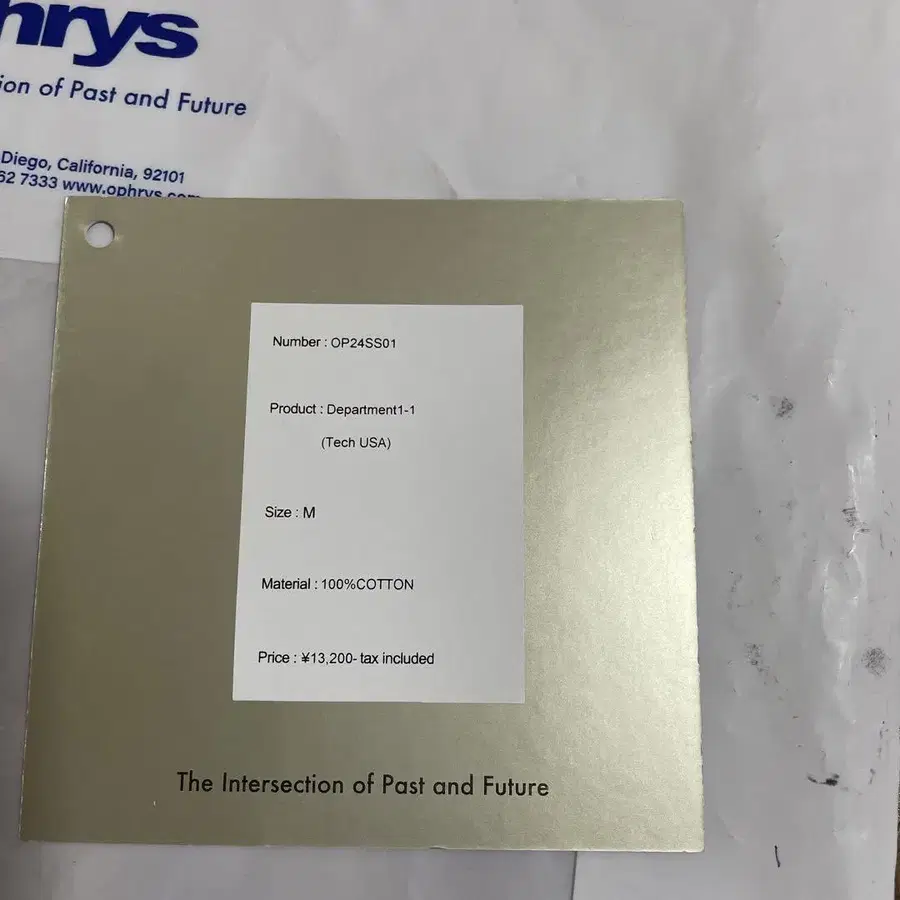 hrys
ion of Past and Future
Diego, California, 92101
62 7333 www.ophrys.com
Number : OP24SS01
Product : Department1-1
(Tech USA)
Size : M
Material : 100%COTTON
Price : ¥13,200- tax included
The Intersection of Past and Future